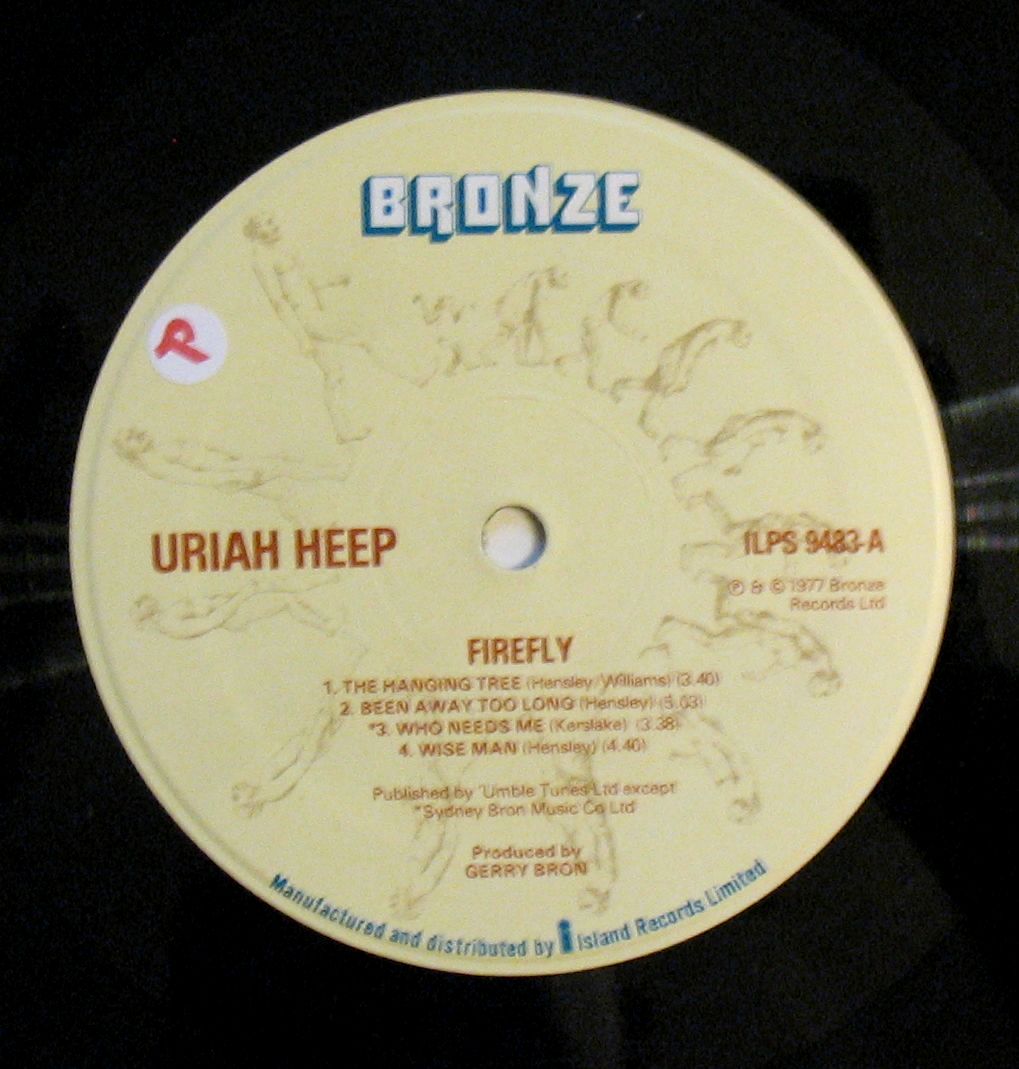 BRONZE
R
URIAH HEEP
ILPS 9483-A
℗ & © 1977 Bronze
Records Ltd
FIREFLY
1. THE HANGING TREE (Hensley/Williams) (3.40)
2. BEEN AWAY TOO LONG (Hensley) (5.03)
*3. WHO NEEDS ME (Kerslake) (3.38)
4. WISE MAN (Hensley) (4.40)
Published by 'Umble Tunes Ltd except
*Sydney Bron Music Co Ltd
Produced by
GERRY BRON
Manufactured and distributed by i Island Records Limited